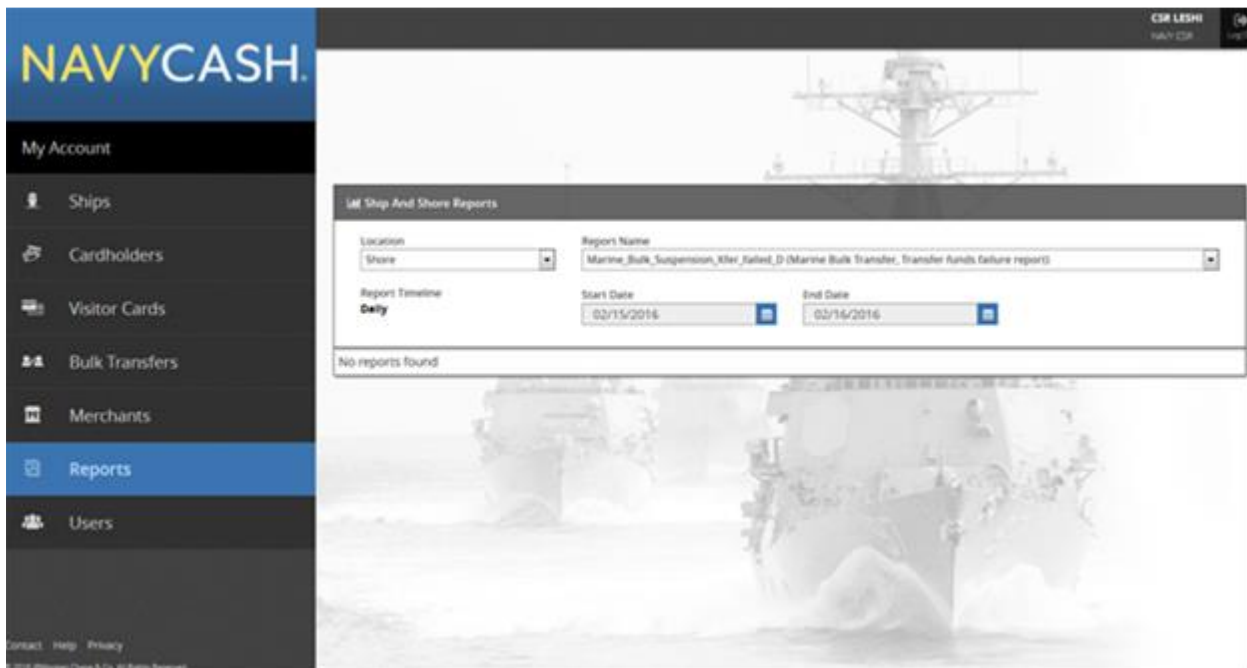 CSR LESHI
NAVY CSR
NAVYCASH.
My Account
Ships
Cardholders
Visitor Cards
Bulk Transfers
Merchants
Reports
Users
Contact Help Privacy
Ship And Shore Reports
Location
Report Name
Shore
Marine_Bulk_Suspension_Xfer_failed_D (Marine Bulk Transfer, Transfer funds failure report)
Report Timeline
Start Date
End Date
Daily
02/15/2016
02/16/2016
No reports found